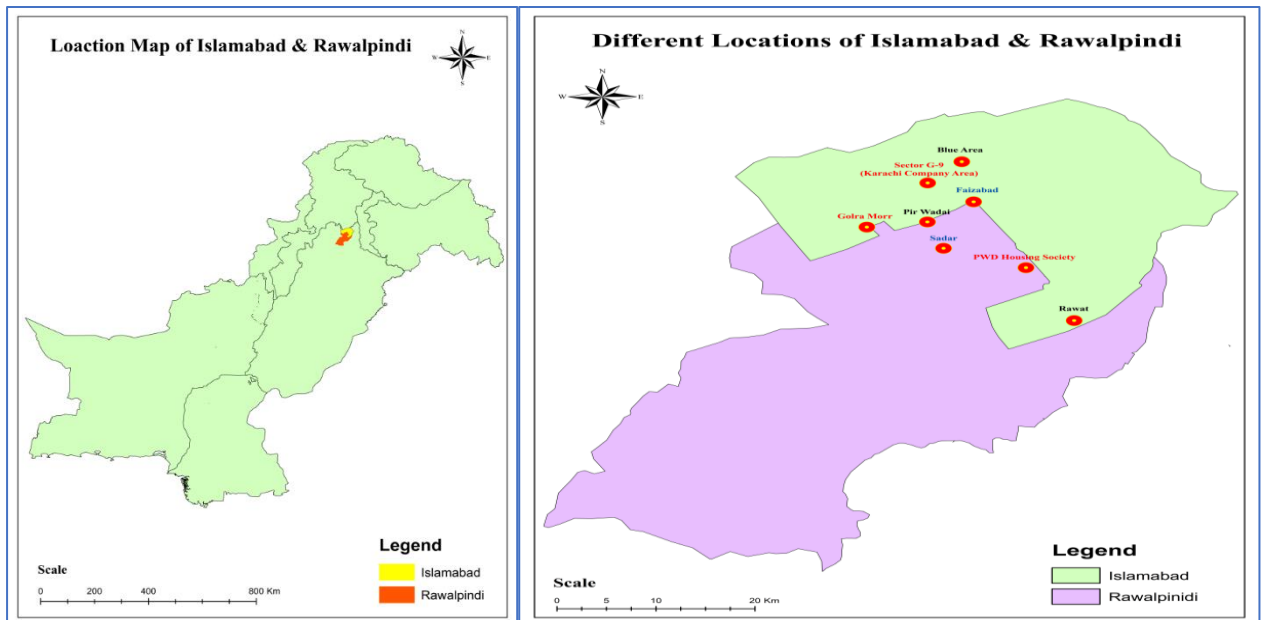 Loaction Map of Islamabad & Rawalpindi
N
W
E
S
Legend
Islamabad
Rawalpindi
Scale
0 200 400 800 Km
Different Locations of Islamabad & Rawalpindi
N
W
E
S
Blue Area
Sector G-9
(Karachi Company Area)
Faizabad
Golra Morr
Pir Wadai
Sadar
PWD Housing Society
Rawat
Legend
Islamabad
Rawalpinidi
Scale
0 5 10 20 Km